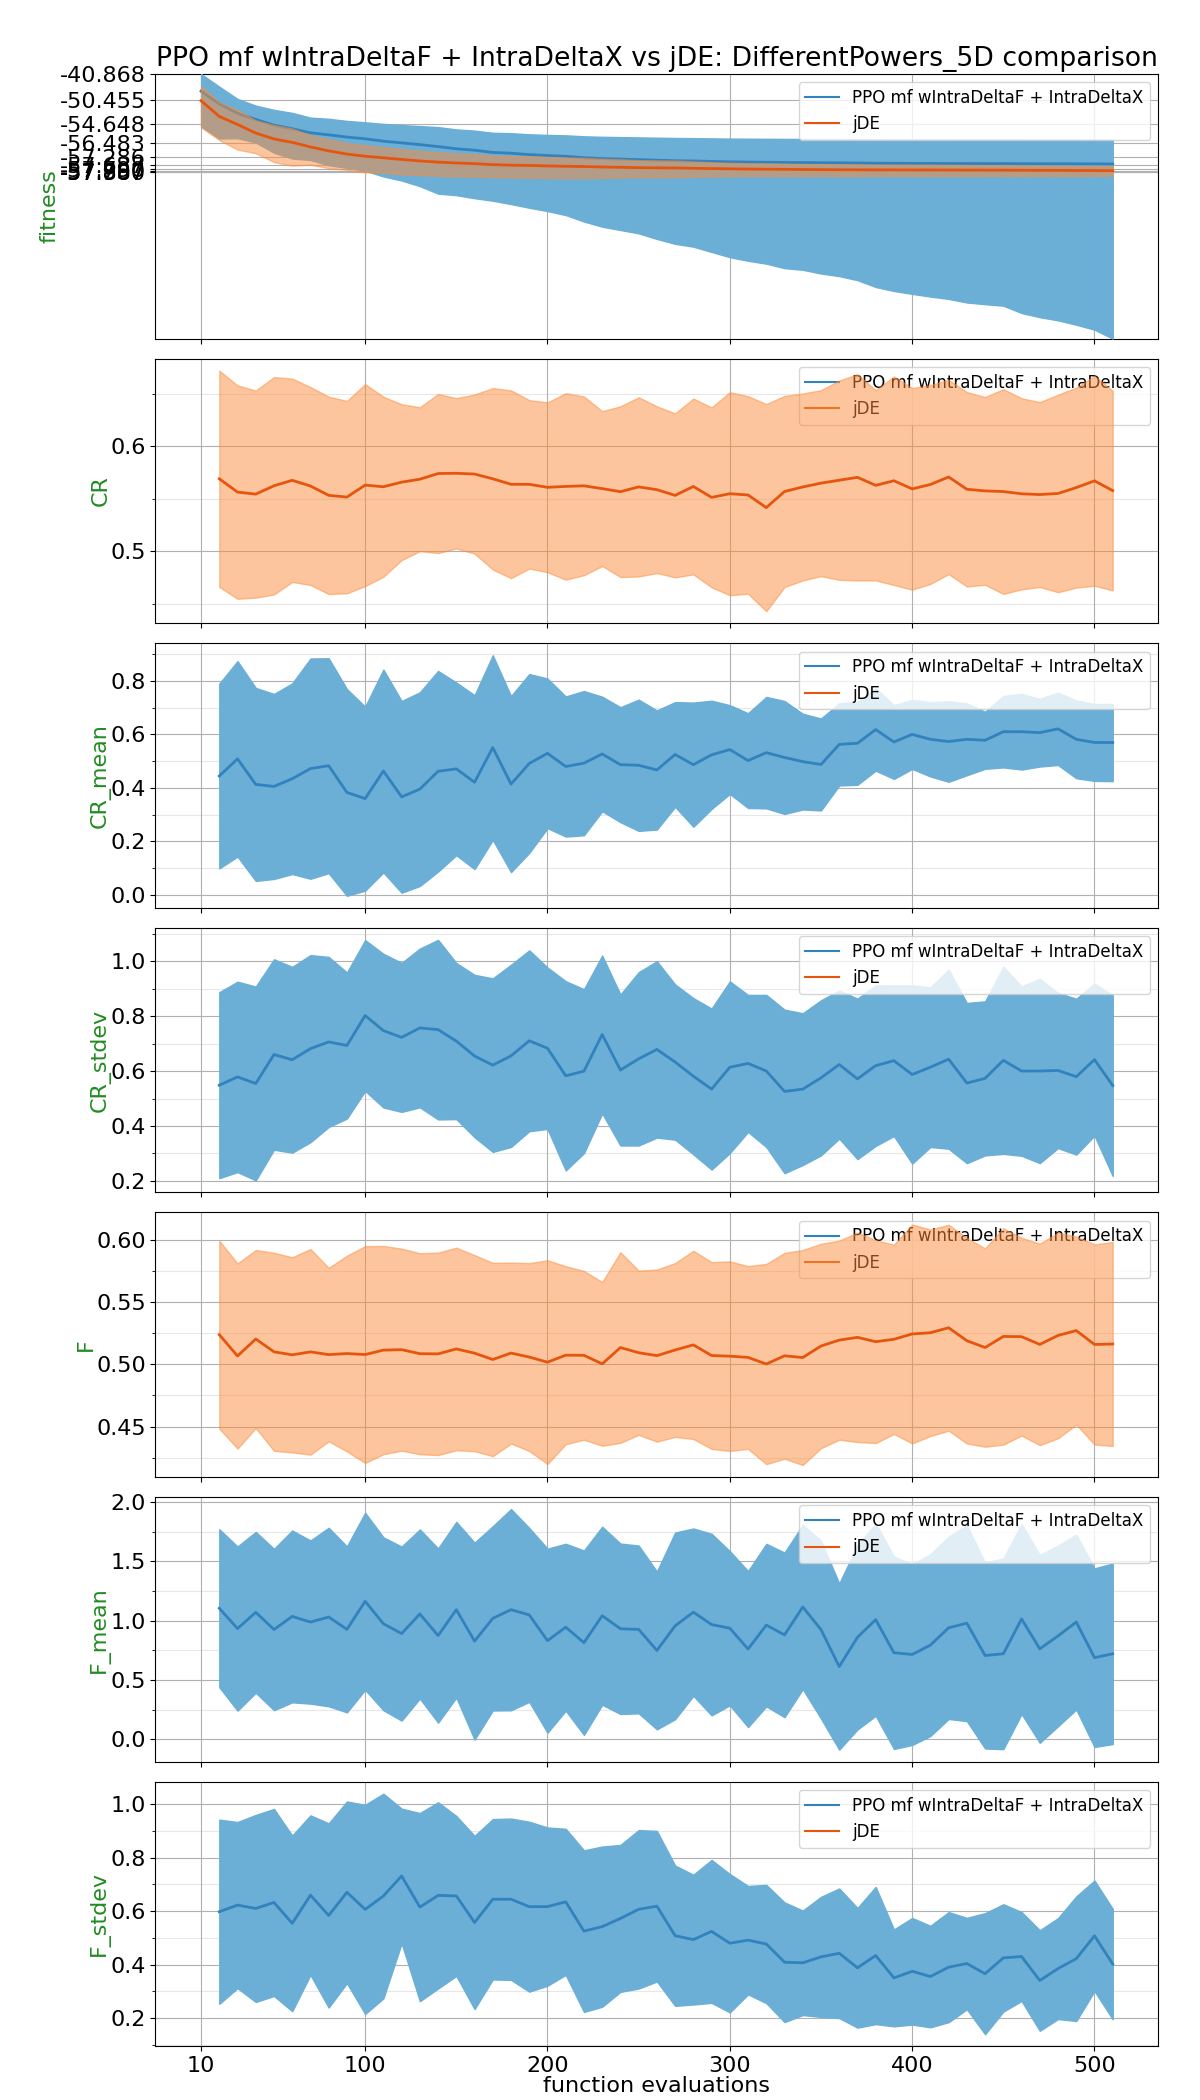 PPO mf wIntraDeltaF + IntraDeltaX vs jDE: DifferentPowers_5D comparison
-40.868
-50.455
-54.648
-56.483
-57.286
fitness
PPO mf wIntraDeltaF + IntraDeltaX
jDE
0.6
0.5
CR
PPO mf wIntraDeltaF + IntraDeltaX
jDE
0.8
0.6
0.4
0.2
0.0
CR_mean
PPO mf wIntraDeltaF + IntraDeltaX
jDE
1.0
0.8
0.6
0.4
0.2
CR_stdev
PPO mf wIntraDeltaF + IntraDeltaX
jDE
0.60
0.55
0.50
0.45
F
PPO mf wIntraDeltaF + IntraDeltaX
jDE
2.0
1.5
1.0
0.5
0.0
F_mean
PPO mf wIntraDeltaF + IntraDeltaX
jDE
1.0
0.8
0.6
0.4
0.2
F_stdev
PPO mf wIntraDeltaF + IntraDeltaX
jDE
10 100 200 300 400 500
function evaluations